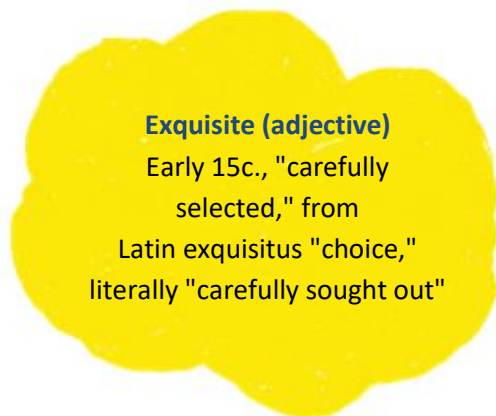 Exquisite (adjective)
Early 15c., "carefully
selected," from
Latin exquisitus "choice,"
literally "carefully sought out"